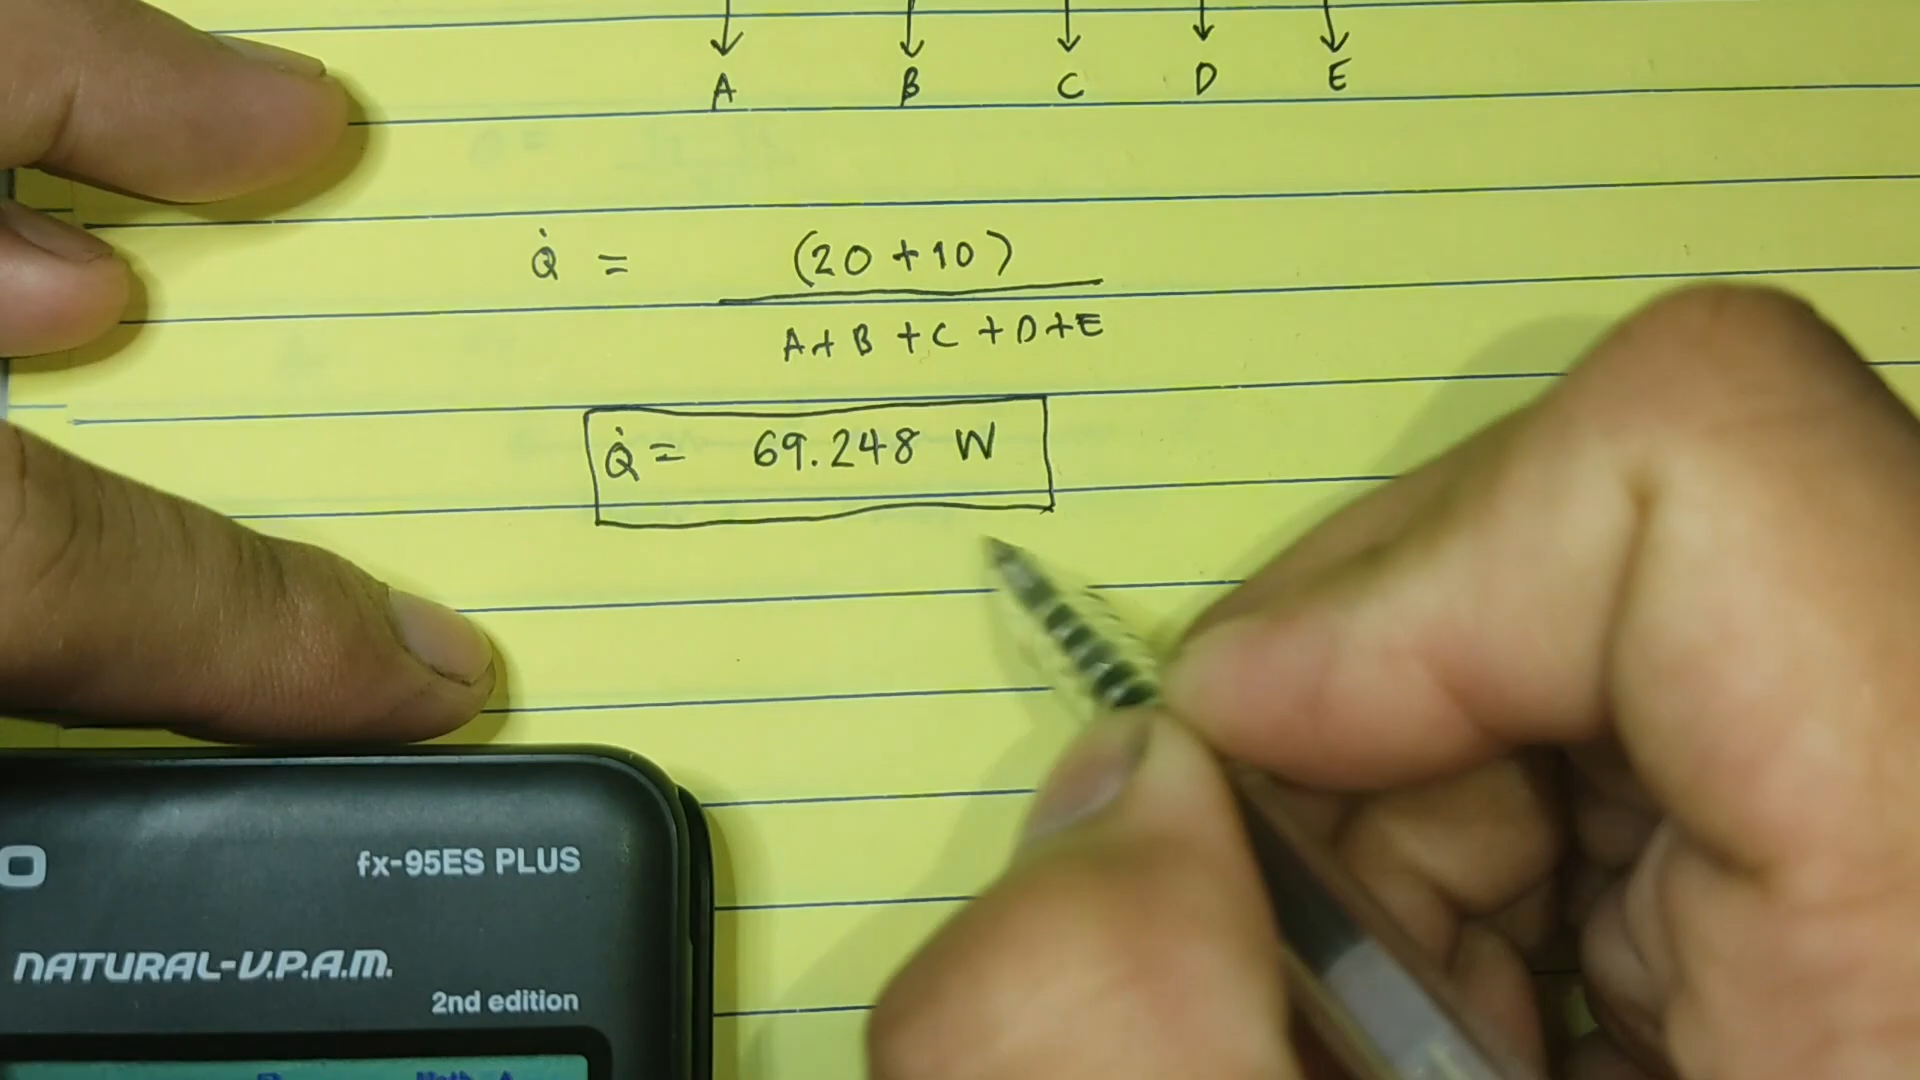 A B C D E
Q̇ = (20+10)
A+B+C+D+E
Q̇ = 69.248 W
fx-95ES PLUS
NATURAL-V.P.A.M.
2nd edition